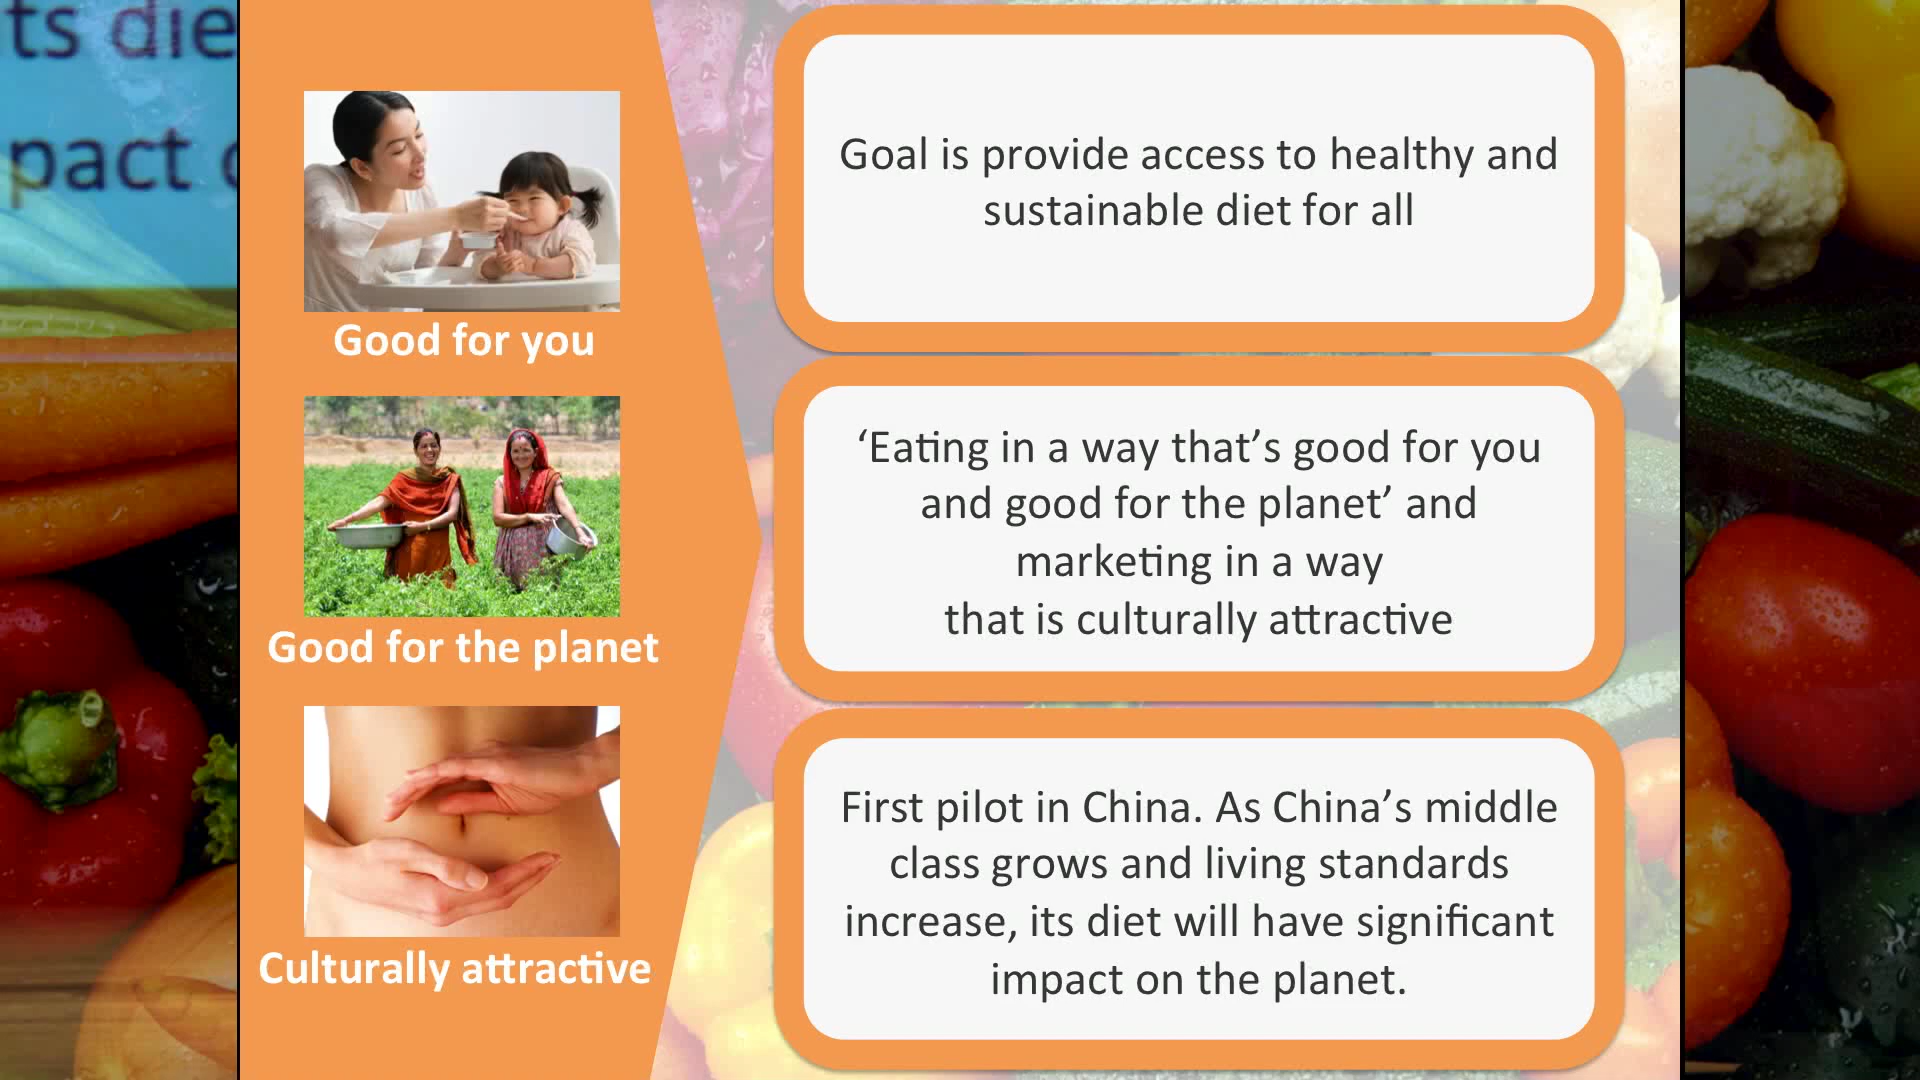 ts die
pact
Good for you
Good for the planet
Culturally attractive
Goal is provide access to healthy and
sustainable diet for all
‘Eating in a way that’s good for you
and good for the planet’ and
marketing in a way
that is culturally attractive
First pilot in China. As China’s middle
class grows and living standards
increase, its diet will have significant
impact on the planet.